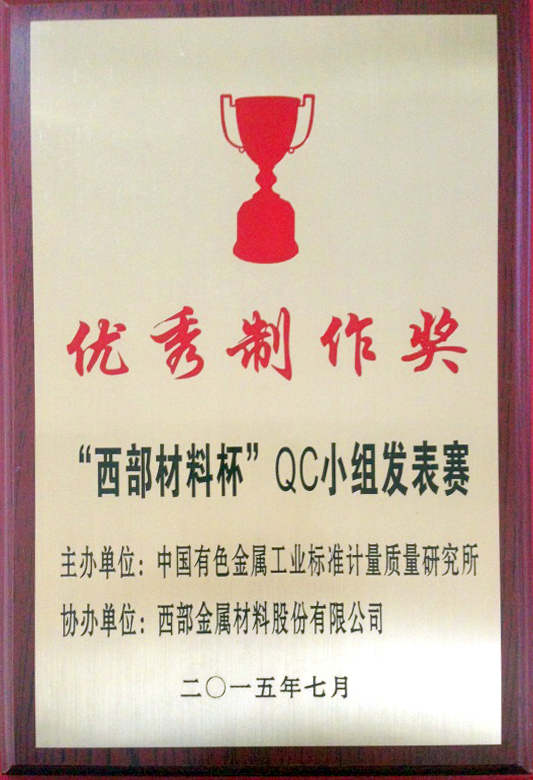 优秀制作奖
“西部材料杯”QC小组发表赛
主办单位：中国有色金属工业标准计量质量研究所
协办单位：西部金属材料股份有限公司
二〇一五年七月